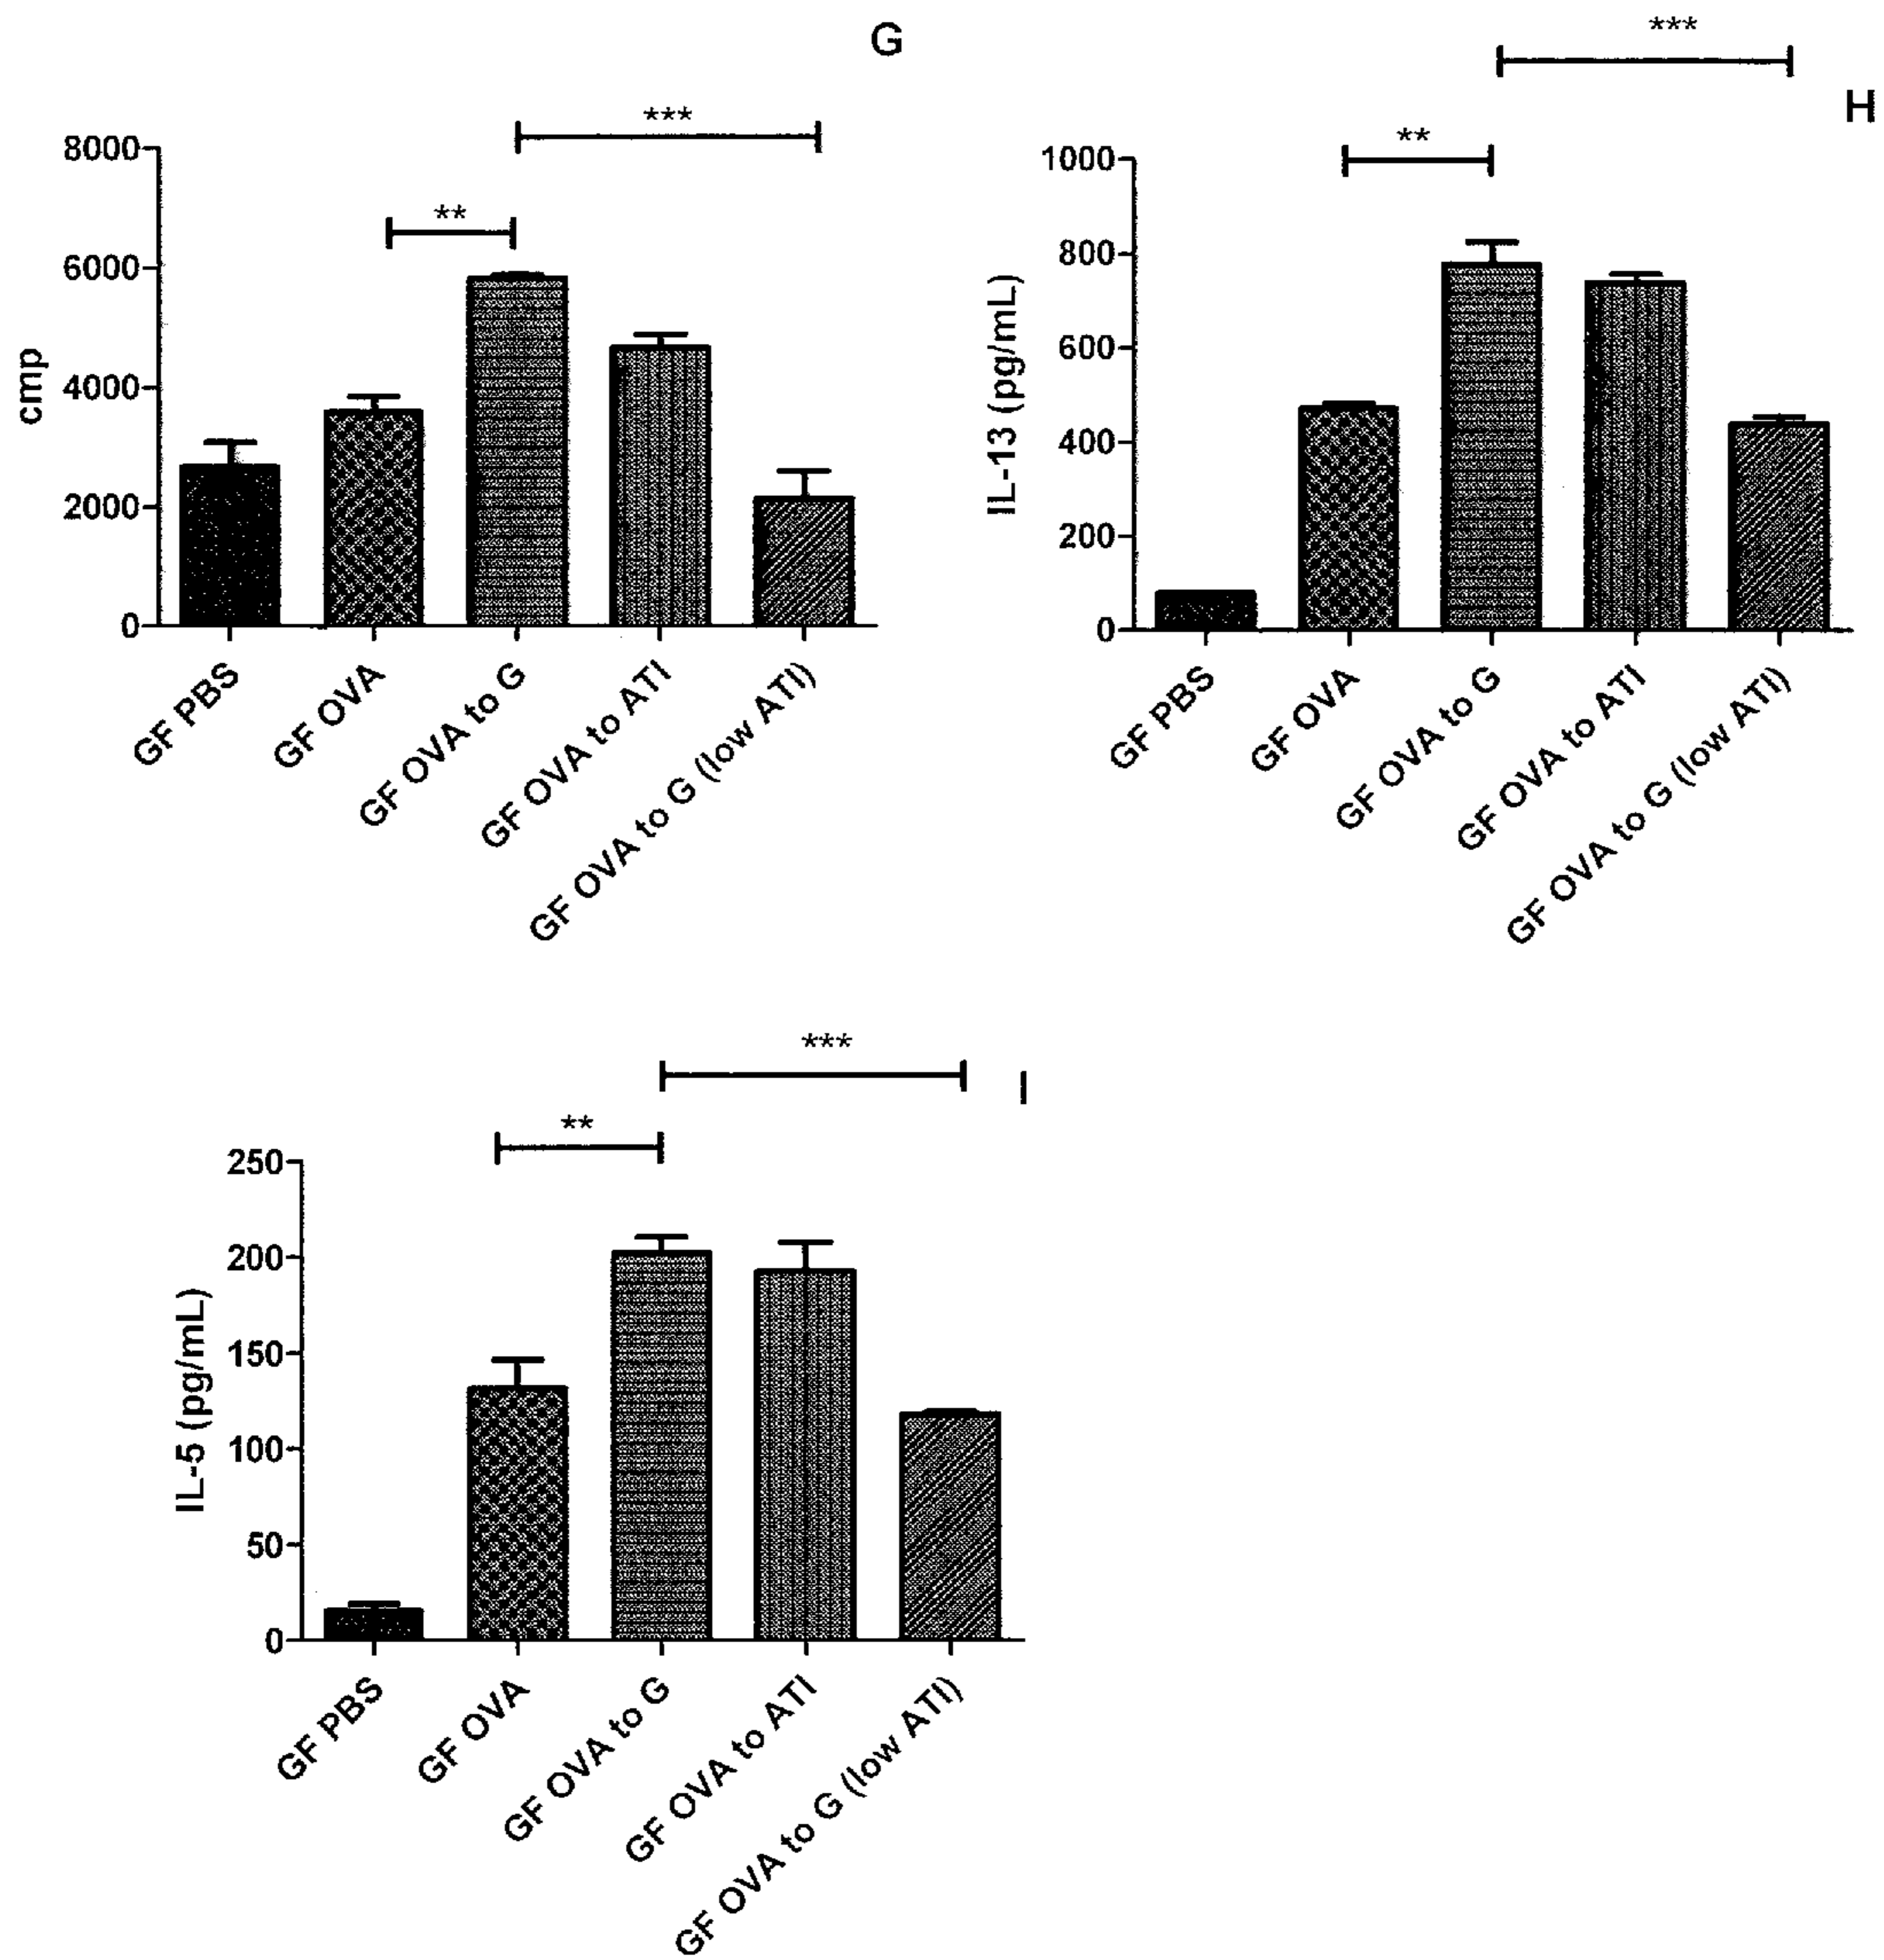 G
***
**
8000
6000
4000
2000
0
cmp
GF PBS
GF OVA
GF OVA to G
GF OVA to ATI
GF OVA to G (low ATI)
H
***
**
1000
800
600
400
200
0
IL-13 (pg/mL)
GF PBS
GF OVA
GF OVA to G
GF OVA to ATI
GF OVA to G (low ATI)
I
***
**
250
200
150
100
50
0
IL-5 (pg/mL)
GF PBS
GF OVA
GF OVA to G
GF OVA to ATI
GF OVA to G (low ATI)